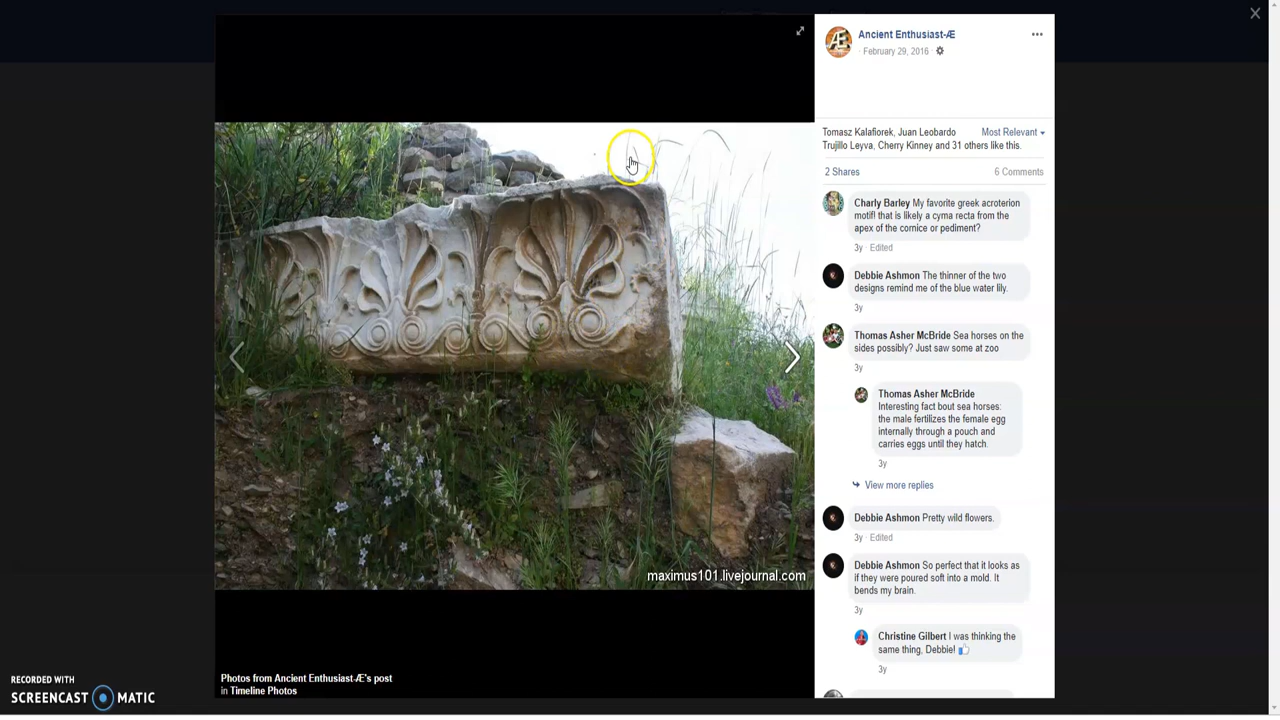 Ancient Enthusiast-Æ
· February 29, 2016 ·
Tomasz Kalafiorek, Juan Leobardo
Trujillo Leyva, Cherry Kinney and 31 others like this.
Most Relevant
2 Shares
6 Comments
Charly Barley My favorite greek acroterion
motif! that is likely a cyma recta from the
apex of the cornice or pediment?
3y · Edited
Debbie Ashmon The thinner of the two
designs remind me of the blue water lily.
3y
Thomas Asher McBride Sea horses on the
sides possibly? Just saw some at zoo
3y
Thomas Asher McBride
Interesting fact bout sea horses:
the male fertilizes the female egg
internally through a pouch and
carries eggs until they hatch.
3y
View more replies
Debbie Ashmon Pretty wild flowers.
3y · Edited
Debbie Ashmon So perfect that it looks as
if they were poured soft into a mold. It
bends my brain.
3y
Christine Gilbert I was thinking the
same thing, Debbie!
3y
maximus101.livejournal.com
Photos from Ancient Enthusiast-Æ's post
in Timeline Photos
RECORDED WITH
SCREENCAST MATIC